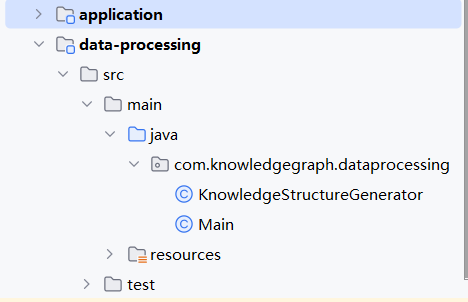 application
data-processing
src
main
java
com.knowledgegraph.dataprocessing
KnowledgeStructureGenerator
Main
resources
test